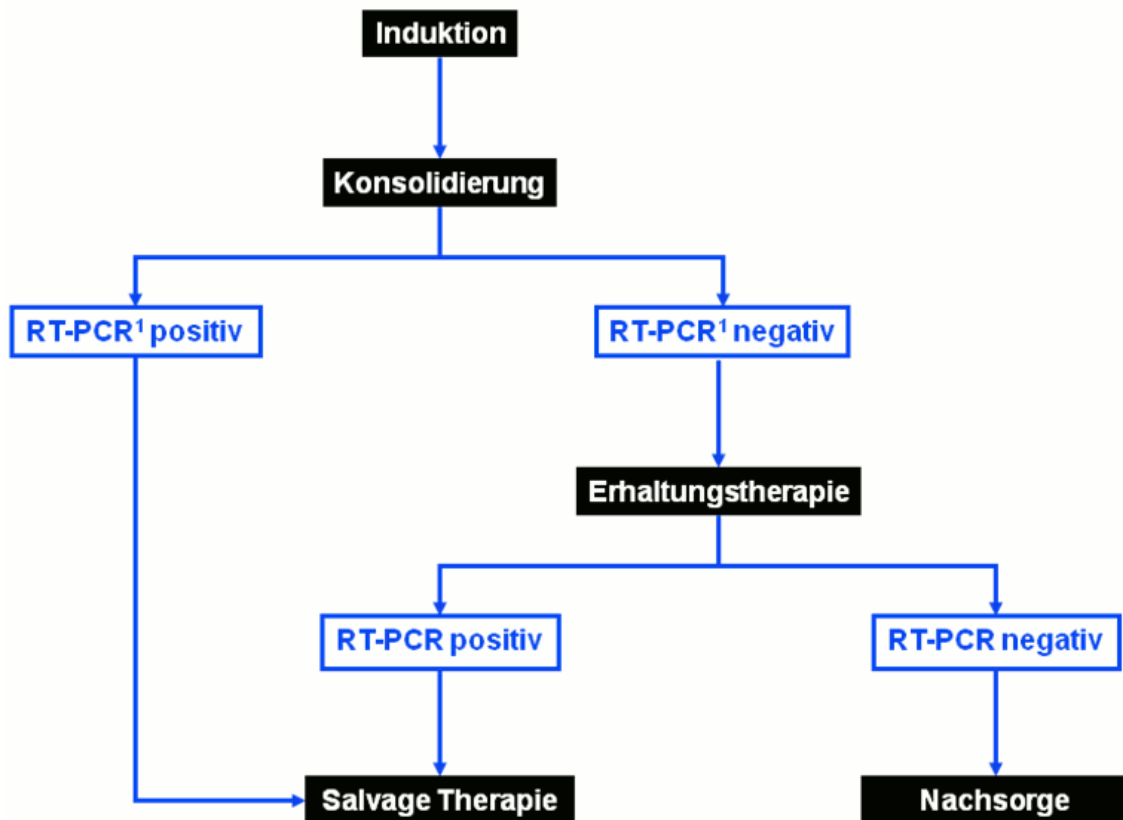 Induktion
Konsolidierung
RT-PCR¹ positiv
RT-PCR¹ negativ
Erhaltungstherapie
RT-PCR positiv
RT-PCR negativ
Salvage Therapie
Nachsorge